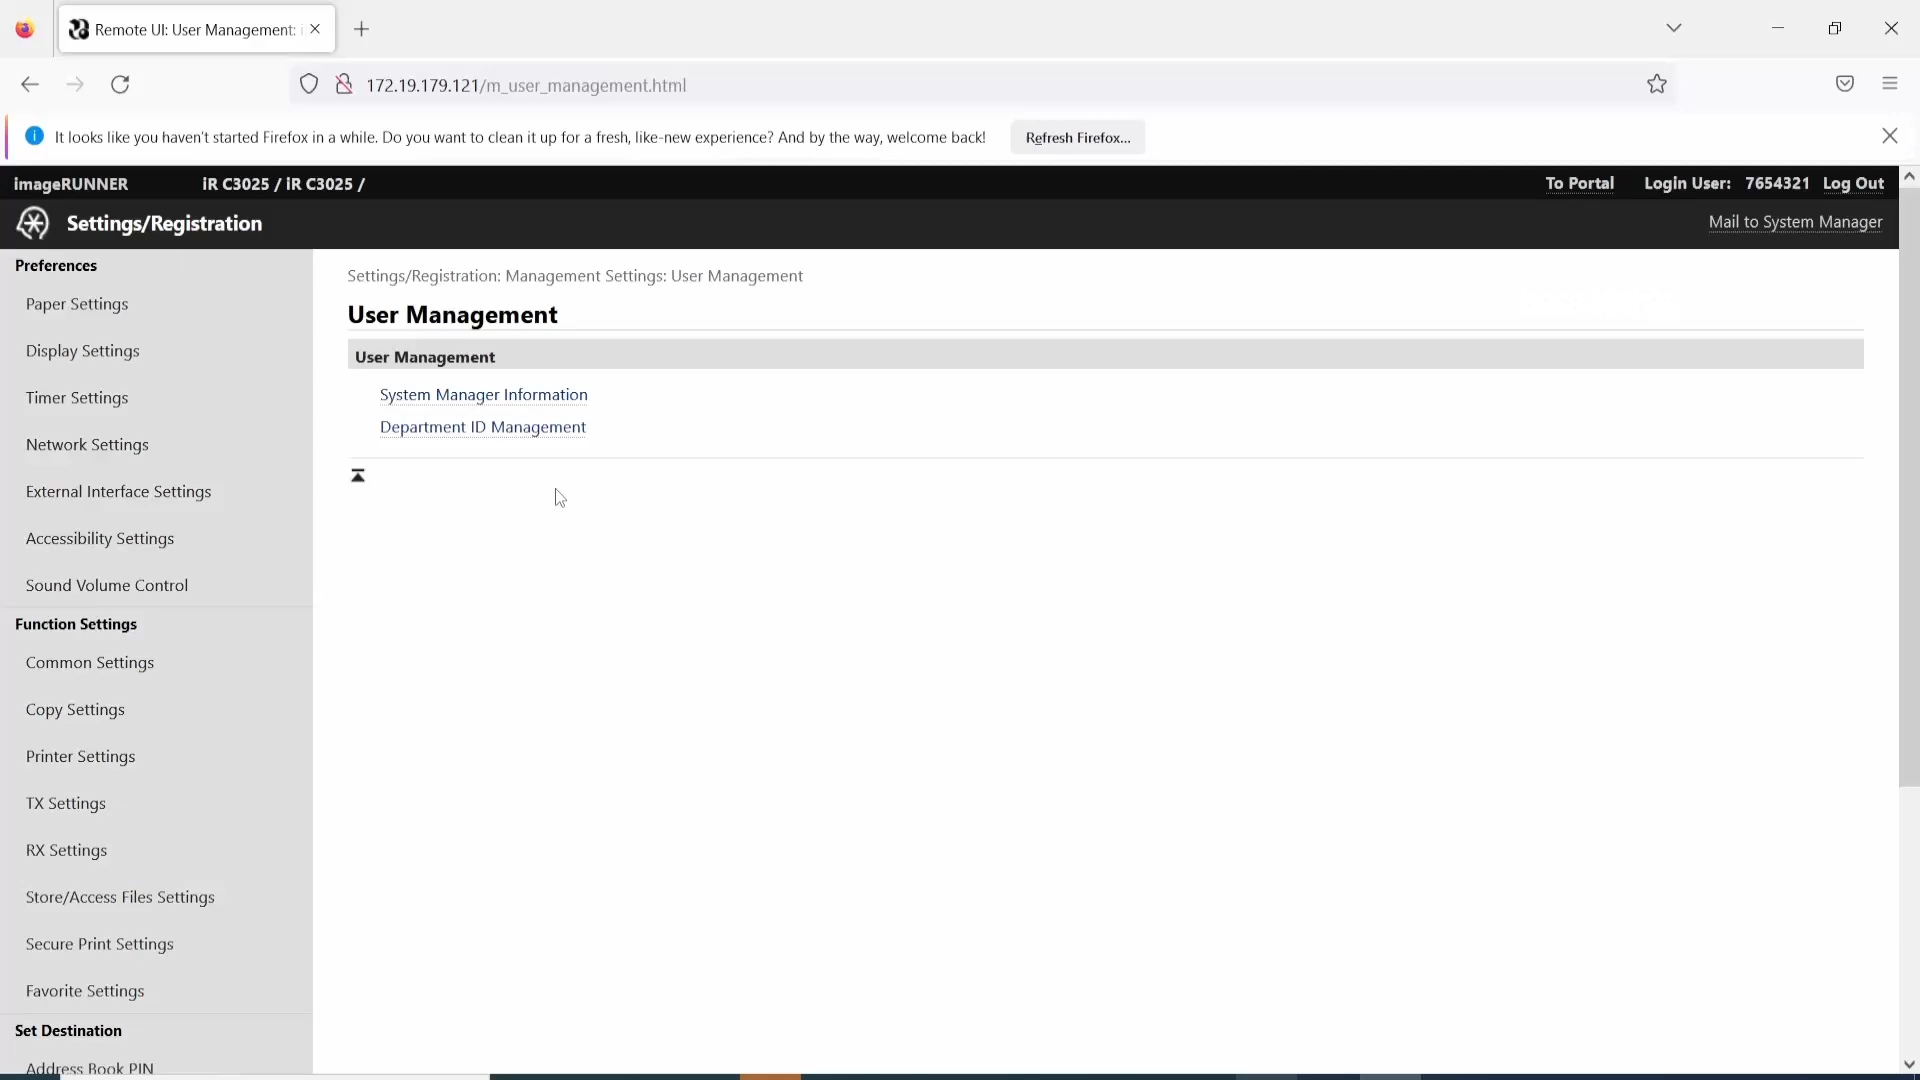 Remote UI: User Management: i
172.19.179.121/m_user_management.html
It looks like you haven't started Firefox in a while. Do you want to clean it up for a fresh, like-new experience? And by the way, welcome back! Refresh Firefox...
imageRUNNER iR C3025 / iR C3025 / To Portal Login User: 7654321 Log Out
Settings/Registration Mail to System Manager
Preferences
Paper Settings
Display Settings
Timer Settings
Network Settings
External Interface Settings
Accessibility Settings
Sound Volume Control
Function Settings
Common Settings
Copy Settings
Printer Settings
TX Settings
RX Settings
Store/Access Files Settings
Secure Print Settings
Favorite Settings
Set Destination
Address Book PIN
Settings/Registration: Management Settings: User Management
User Management
User Management
System Manager Information
Department ID Management